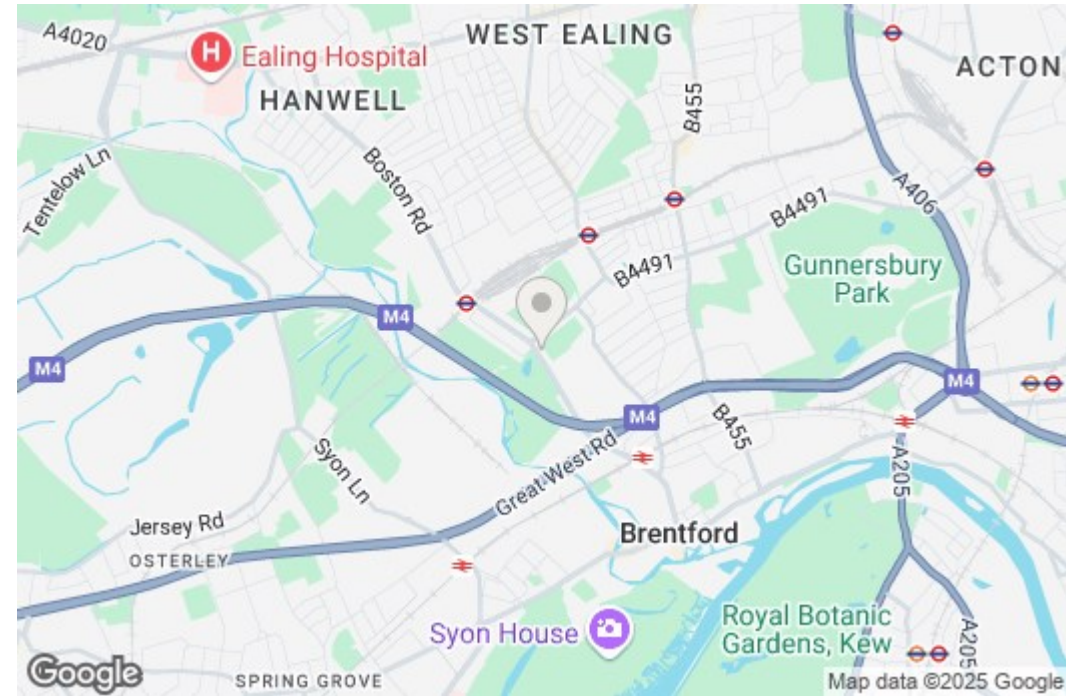 A4020
H
Ealing Hospital
HANWELL
WEST EALING
ACTON
B455
Tentelow Ln
Boston Rd
A406
B4491
B4491
Gunnersbury
Park
M4
M4
M4
M4
B455
Great West Rd
A205
Syon Ln
Jersey Rd
OSTERLEY
Brentford
Syon House
Royal Botanic
Gardens, Kew
A205
Google
SPRING GROVE
Map data ©2025 Google